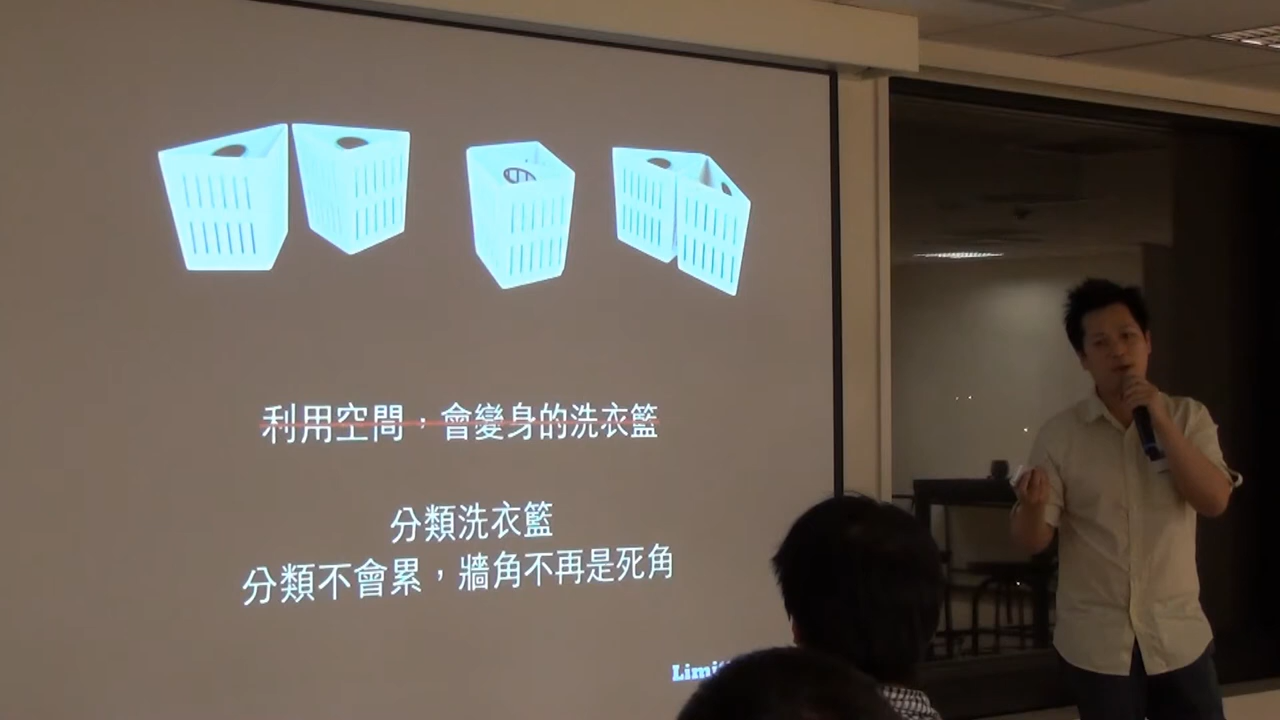 利用空間，會變身的洗衣籃
分類洗衣籃
分類不會累，牆角不再是死角